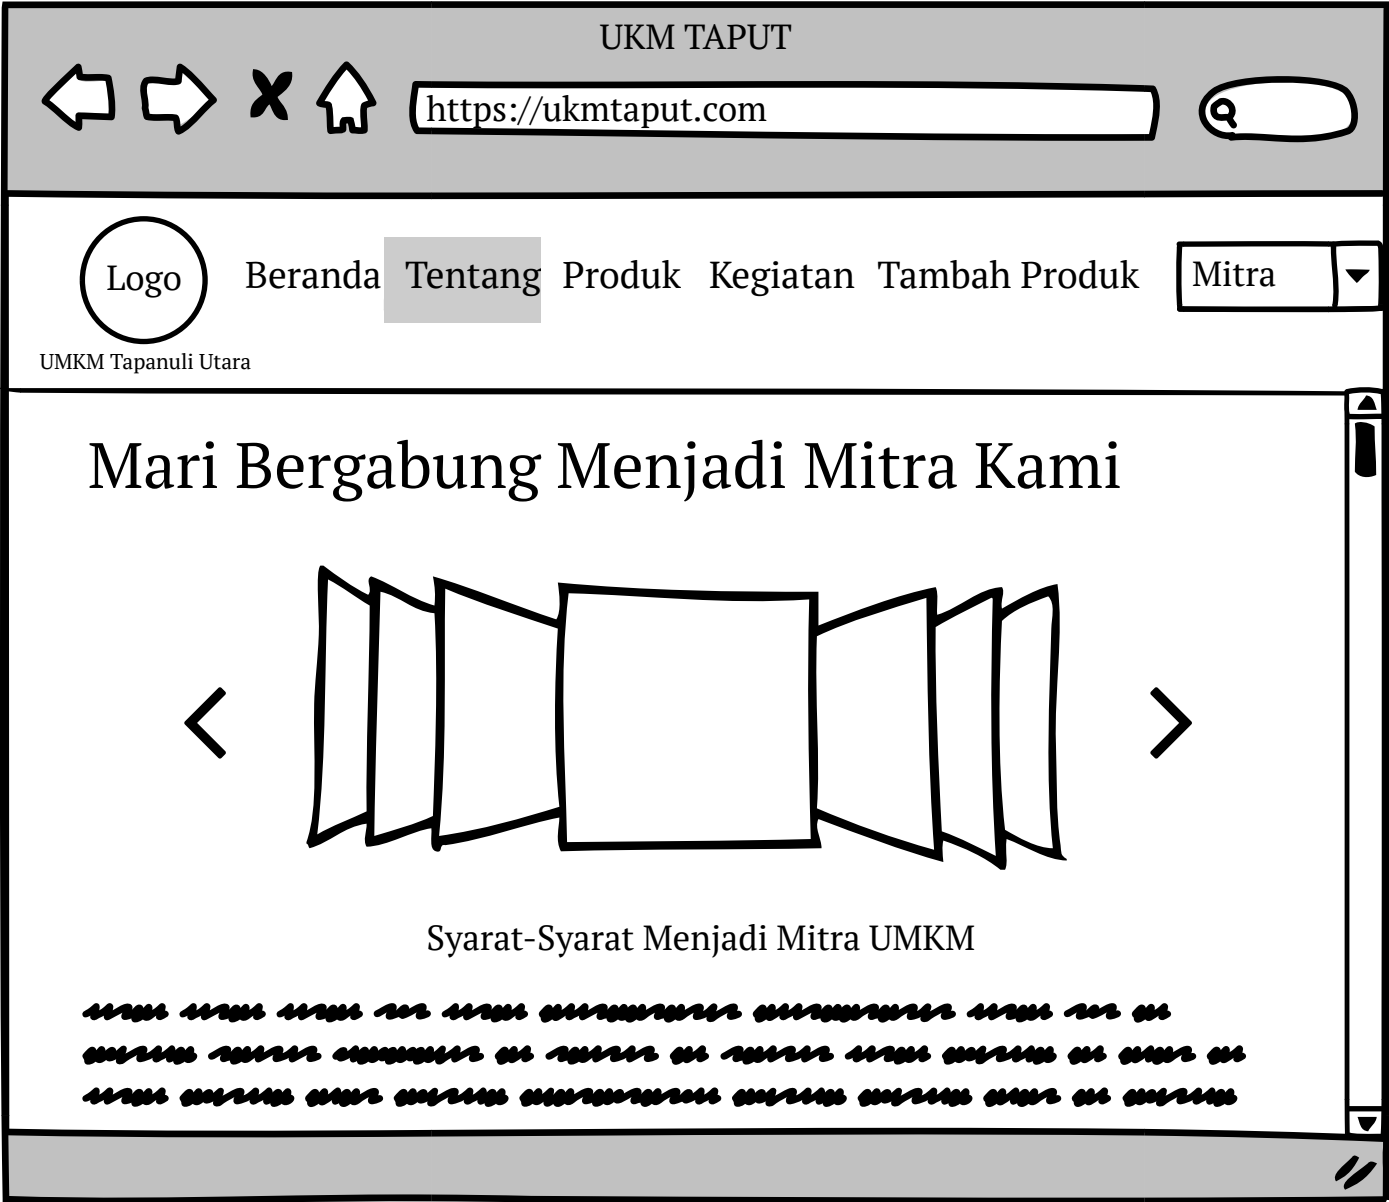 UKM TAPUT
https://ukmtaput.com
Logo
Beranda Tentang Produk Kegiatan Tambah Produk Mitra
UMKM Tapanuli Utara
Mari Bergabung Menjadi Mitra Kami
Syarat-Syarat Menjadi Mitra UMKM